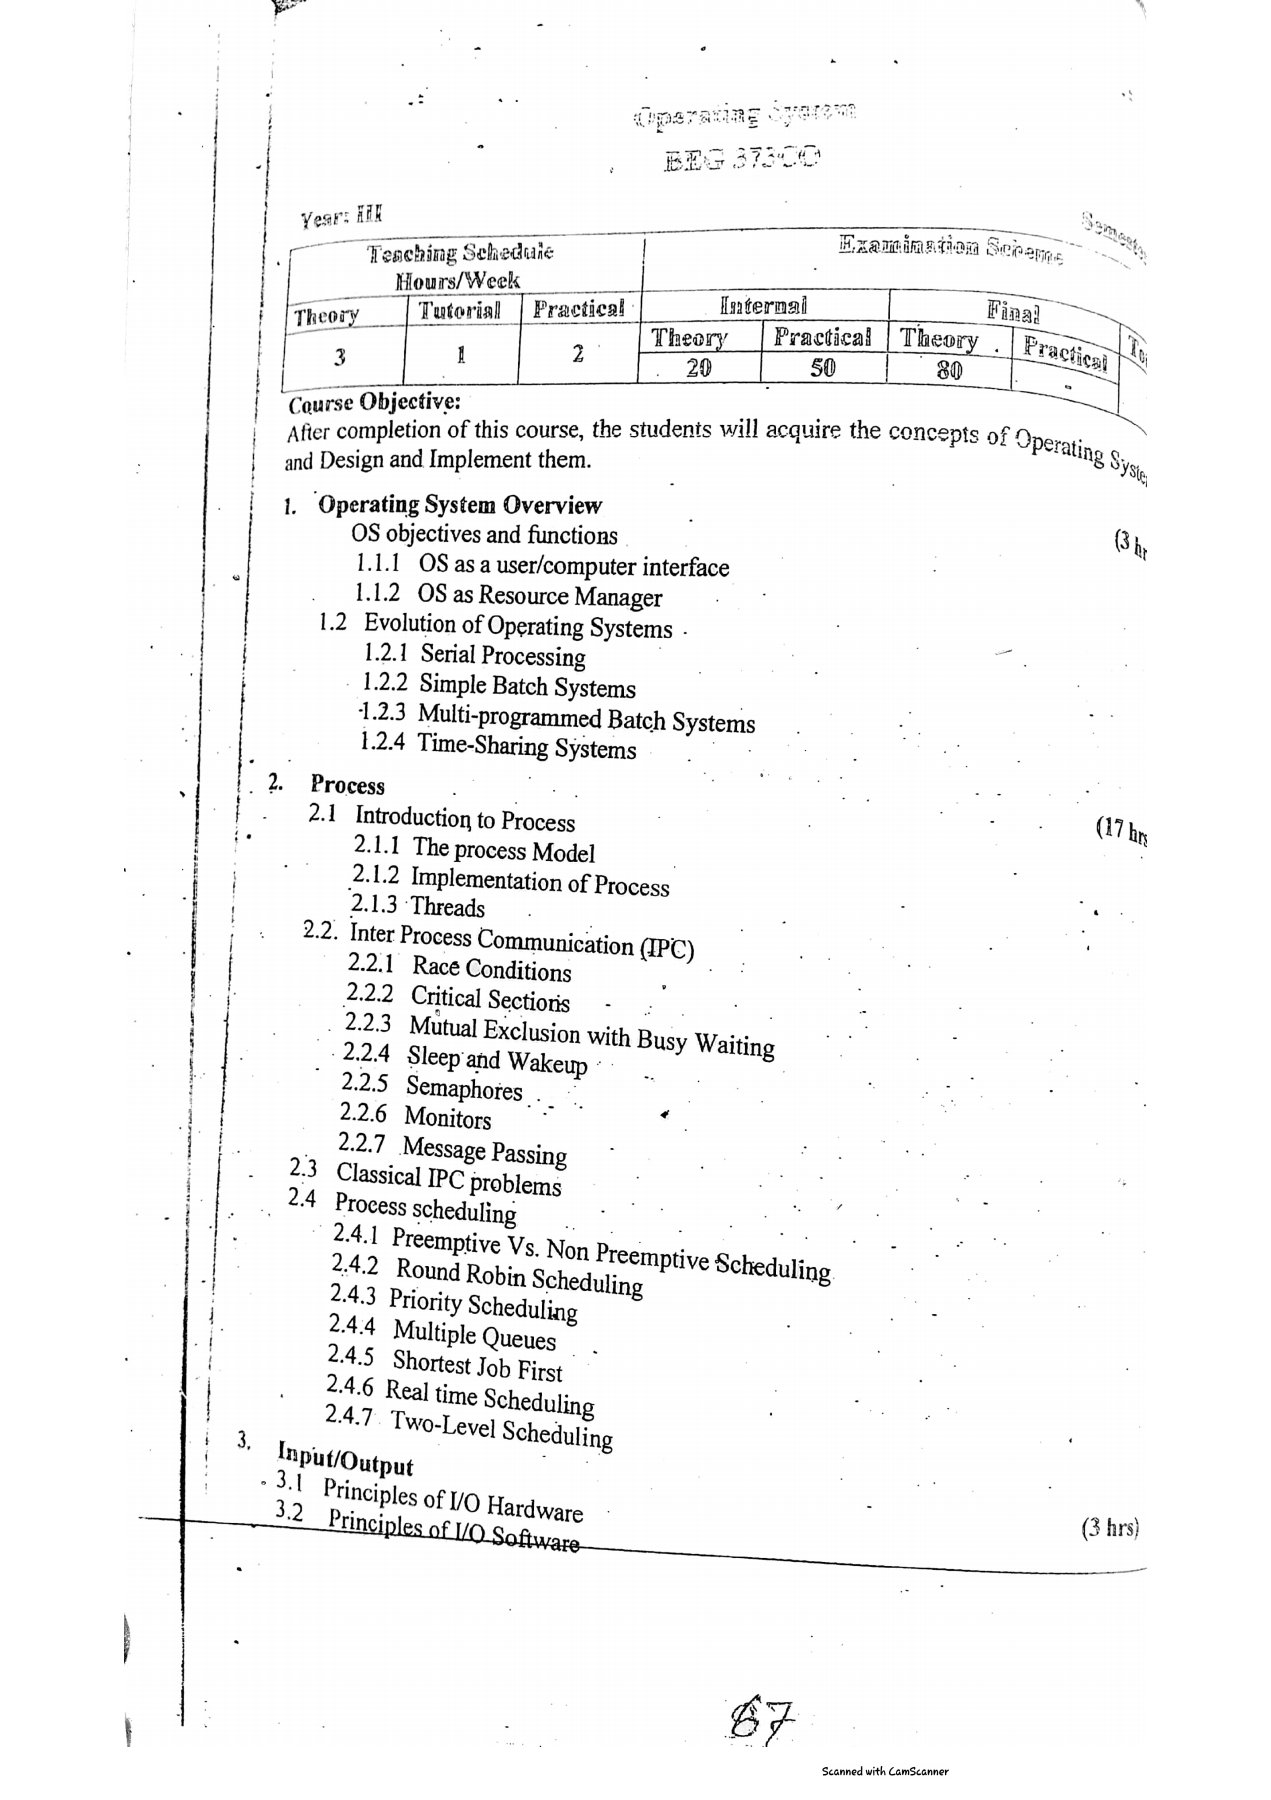 Operating System
BEG 373CO
Year: III
Teaching Schedule Examination Scheme
Hours/Week
Theory Tutorial Practical Internal Final
Theory Practical Theory Practical
3 1 2 20 50 80 -
Course Objective:
After completion of this course, the students will acquire the concepts of Operating
and Design and Implement them.
1. Operating System Overview
OS objectives and functions (3
1.1.1 OS as a user/computer interface
1.1.2 OS as Resource Manager
1.2 Evolution of Operating Systems
1.2.1 Serial Processing
1.2.2 Simple Batch Systems
1.2.3 Multi-programmed Batch Systems
1.2.4 Time-Sharing Systems
2. Process
2.1 Introduction to Process (17 hrs
2.1.1 The process Model
2.1.2 Implementation of Process
2.1.3 Threads
2.2. Inter Process Communication (IPC)
2.2.1 Race Conditions
2.2.2 Critical Sections
2.2.3 Mutual Exclusion with Busy Waiting
2.2.4 Sleep and Wakeup
2.2.5 Semaphores
2.2.6 Monitors
2.2.7 Message Passing
2.3 Classical IPC problems
2.4 Process scheduling
2.4.1 Preemptive Vs. Non Preemptive Scheduling
2.4.2 Round Robin Scheduling
2.4.3 Priority Scheduling
2.4.4 Multiple Queues
2.4.5 Shortest Job First
2.4.6 Real time Scheduling
2.4.7 Two-Level Scheduling
3. Input/Output
3.1 Principles of I/O Hardware
3.2 Principles of I/O Software (3 hrs)
67
Scanned with CamScanner